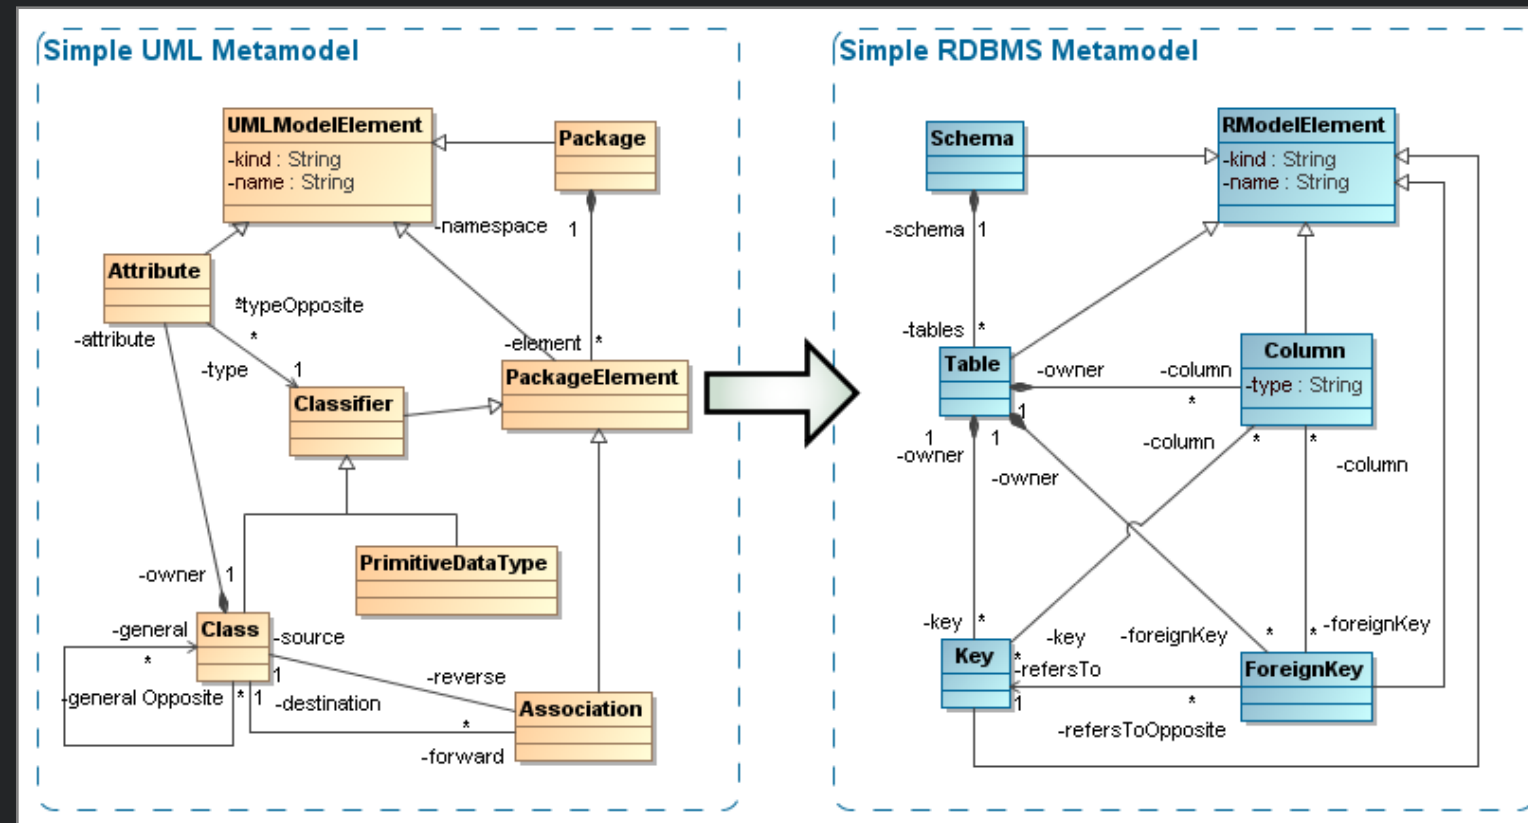 Simple UML Metamodel
UMLModelElement
-kind : String
-name : String
Package
-namespace
1
Attribute
*
-typeOpposite
*
-attribute
-type
1
-element
*
PackageElement
Classifier
PrimitiveDataType
-owner
1
-general
*
Class
-source
1
-reverse
-general Opposite
*
1
-destination
*
Association
-forward
Simple RDBMS Metamodel
Schema
RModelElement
-kind : String
-name : String
-schema
1
-tables
*
Table
-owner
-column
*
Column
-type : String
1
1
-owner
1
-owner
-column
*
*
-column
-key
*
-key
*
-foreignKey
*
*
-foreignKey
Key
-refersTo
1
ForeignKey
*
-refersToOpposite